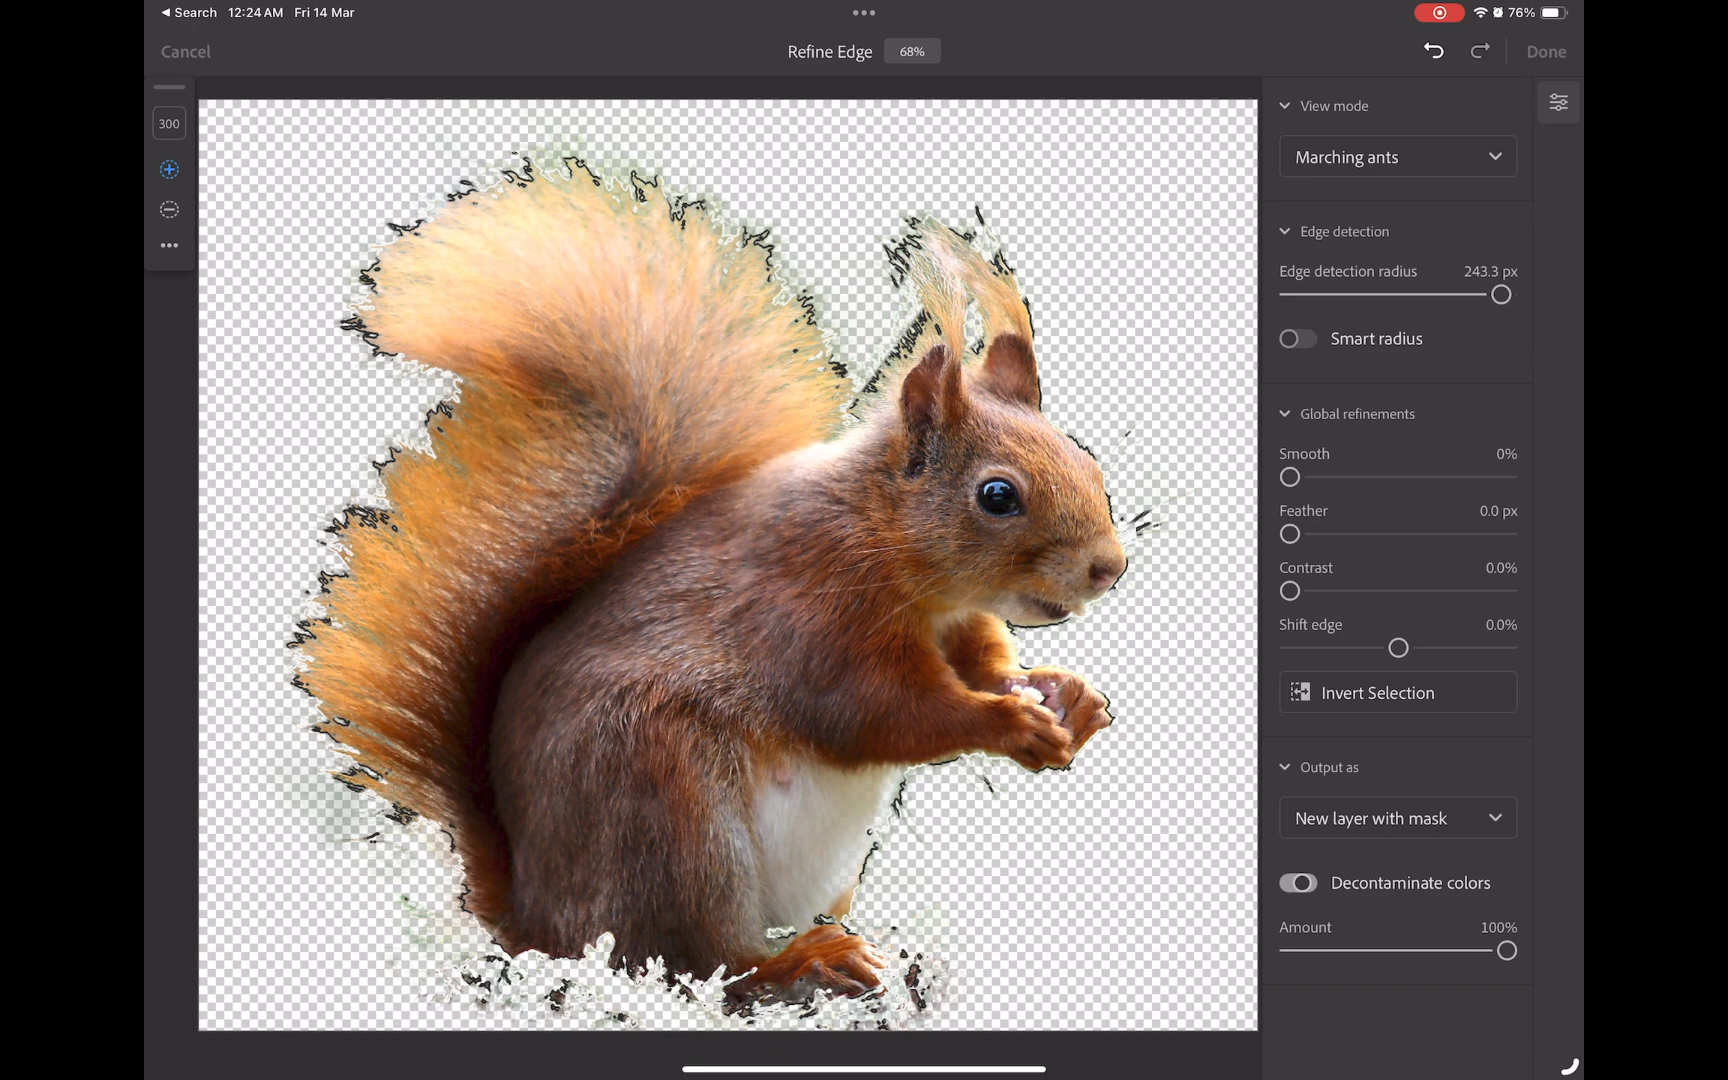 Search 12:24 AM Fri 14 Mar
76%
Cancel
Refine Edge 68%
Done
300
View mode
Marching ants
Edge detection
Edge detection radius 243.3 px
Smart radius
Global refinements
Smooth 0%
Feather 0.0 px
Contrast 0.0%
Shift edge 0.0%
Invert Selection
Output as
New layer with mask
Decontaminate colors
Amount 100%